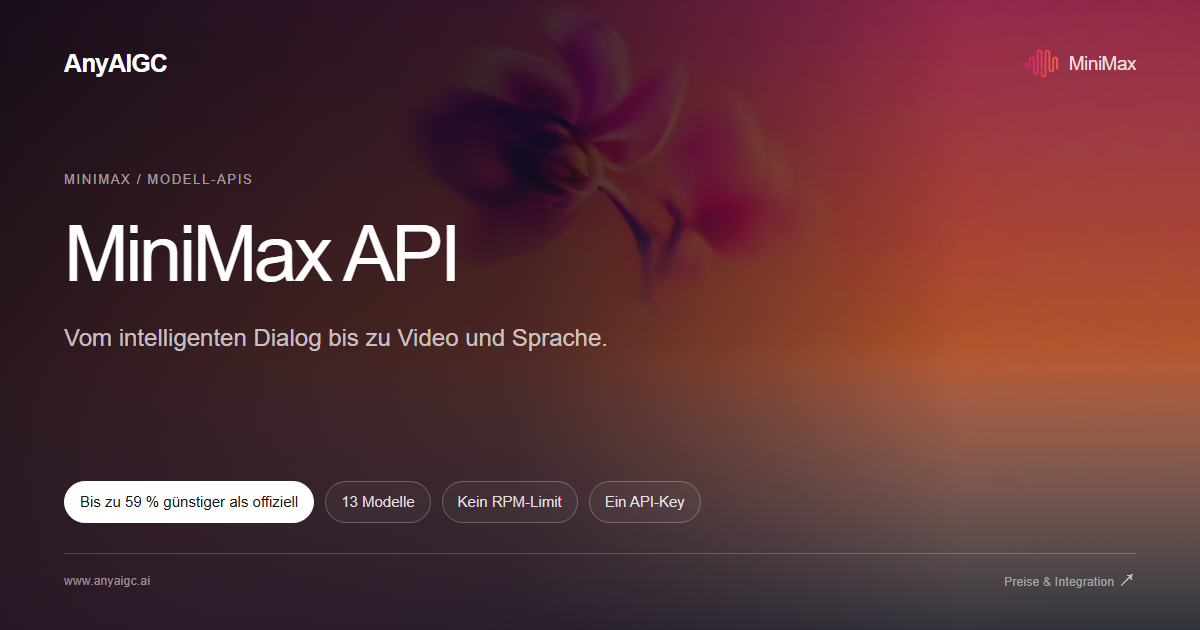 AnyAIGC
MiniMax
MINIMAX / MODELL-APIS
MiniMax API
Vom intelligenten Dialog bis zu Video und Sprache.
Bis zu 59 % günstiger als offiziell
13 Modelle
Kein RPM-Limit
Ein API-Key
www.anyaigc.ai
Preise & Integration ↗